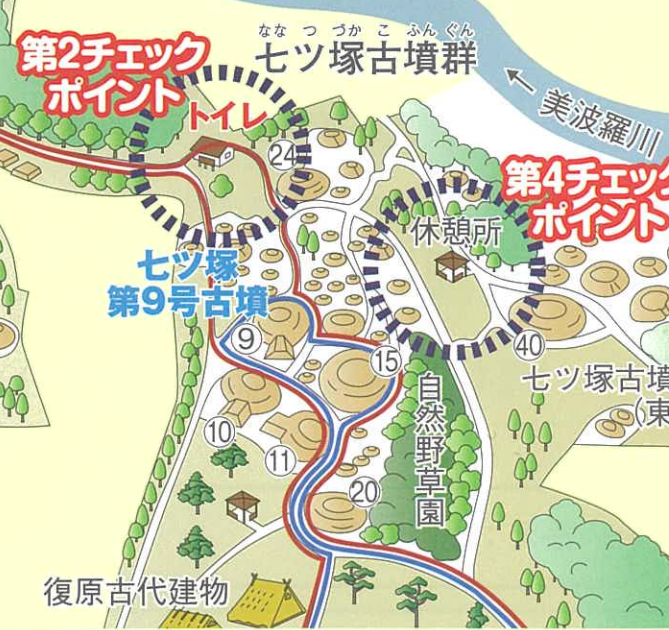 なな つ づか こ ふん ぐん
七ツ塚古墳群
第2チェック
ポイント
トイレ
← 美波羅川
24
第4チェック
ポイント
休憩所
七ツ塚
第9号古墳
9
15
40
七ツ塚古墳
(東
自然野草園
10
11
20
復原古代建物